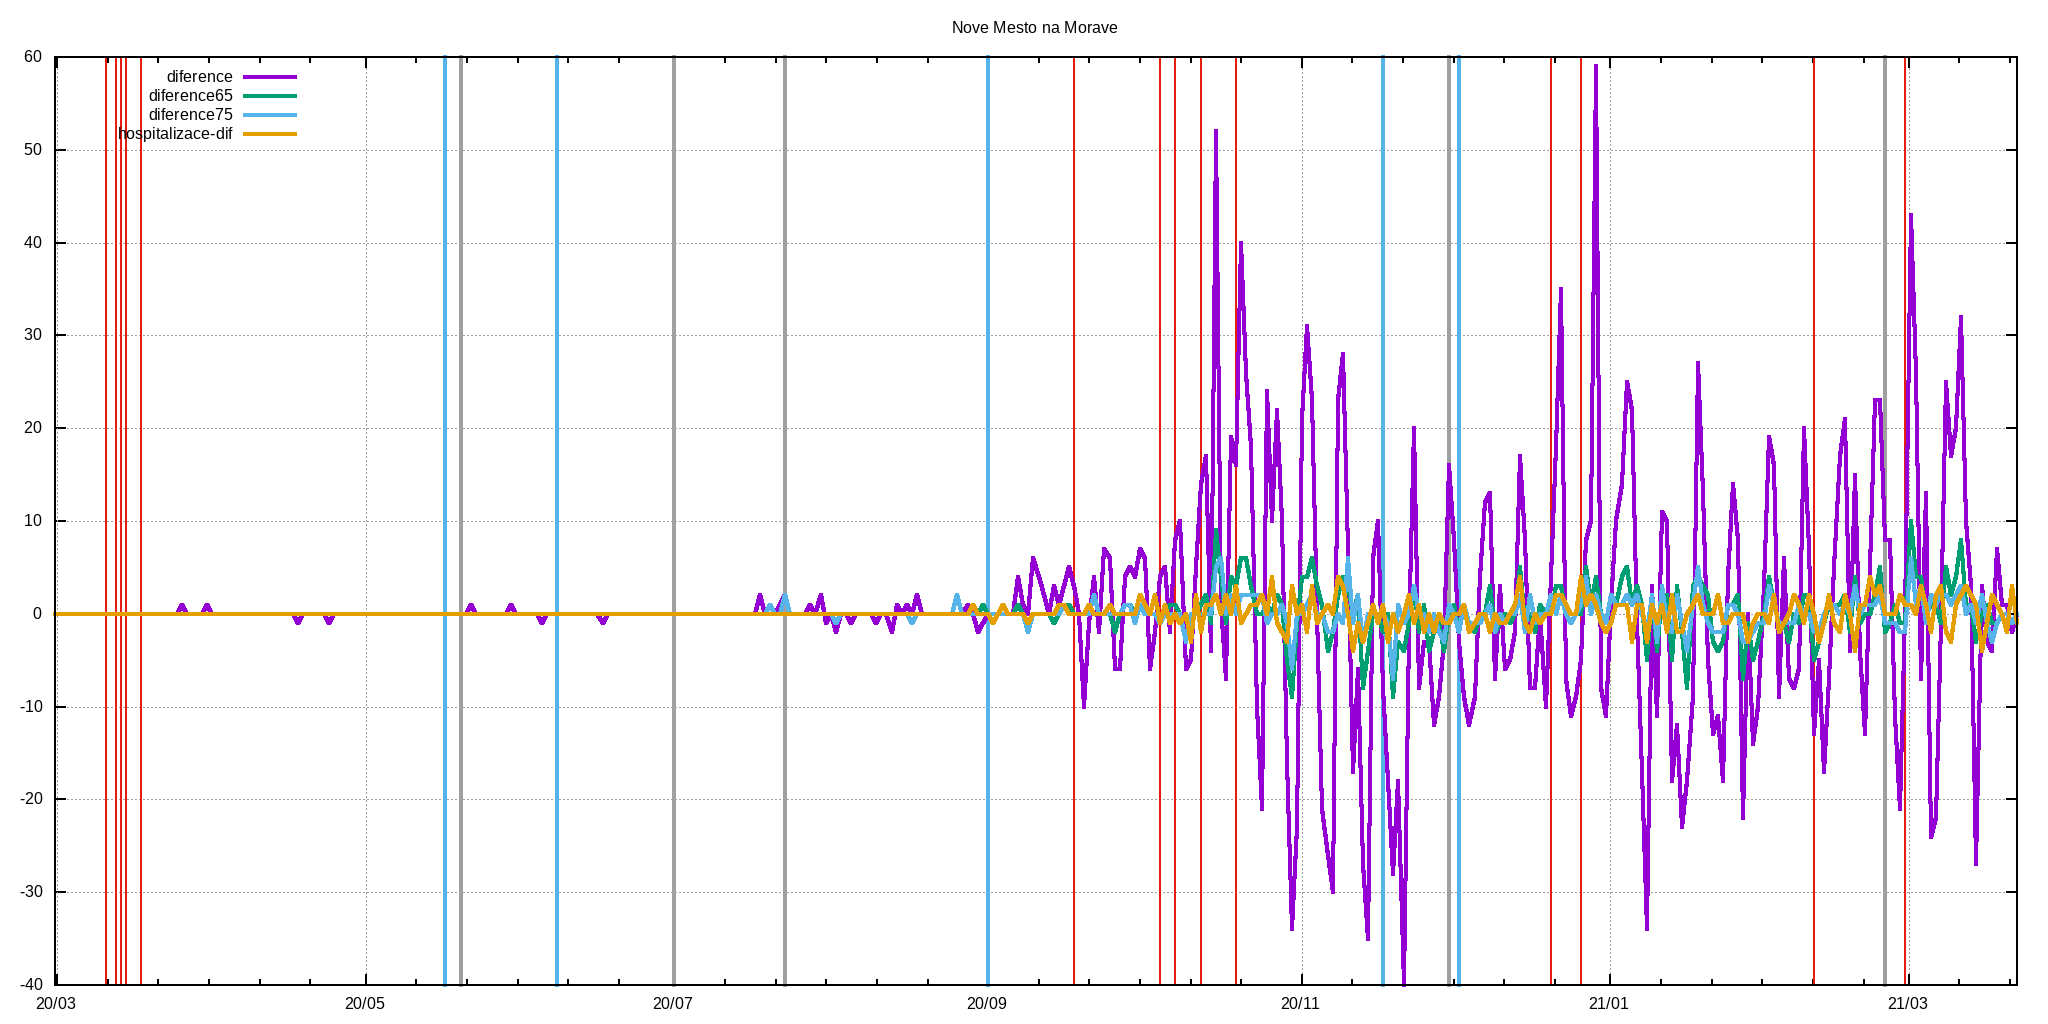 Nove Mesto na Morave
60
50
40
30
20
10
0
-10
-20
-30
-40
diference
diference65
diference75
hospitalizace-dif
20/03 20/05 20/07 20/09 20/11 21/01 21/03